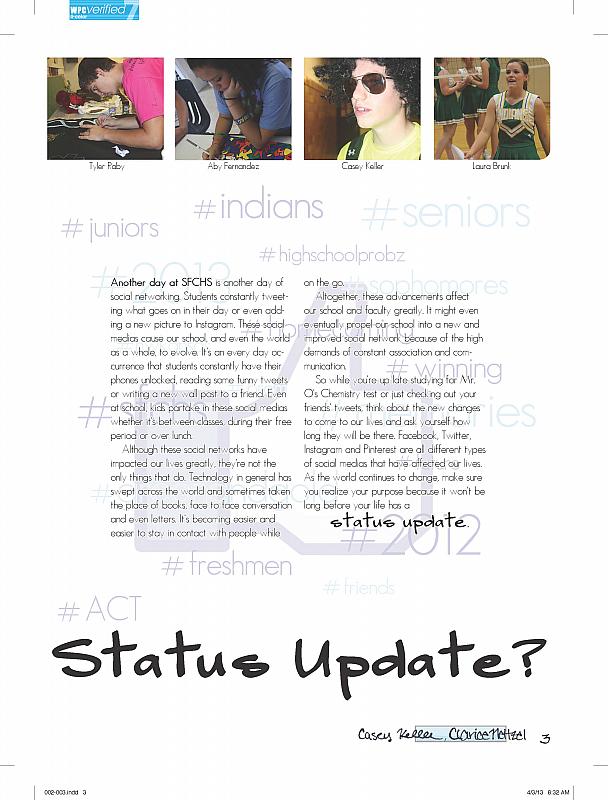 WPC verified
4-color
7
Tyler Raby
Aby Fernandez
Casey Keller
Laura Brunk
INDIANS
#indians
#seniors
#juniors
#highschoolprobz
#2013
#sophomores
#homecoming
#winning
#sfchs
#2012
#freshmen
#friends
#ACT
Another day at SFCHS is another day of
social networking. Students constantly tweet-
ing what goes on in their day or even add-
ing a new picture to Instagram. These social
medias cause our school, and even the world
as a whole, to evolve. It's an every day oc-
currence that students constantly have their
phones unlocked, reading some funny tweets
or writing a new wall post to a friend. Even
at school, kids partake in these social medias
whether it's between classes, during their free
period or over lunch.
Although these social networks have
impacted our lives greatly, they're not the
only things that do. Technology in general has
swept across the world and sometimes taken
the place of books, face to face conversation
and even letters. It's becoming easier and
easier to stay in contact with people while
on the go.
Altogether, these advancements affect
our school and faculty greatly. It might even
eventually propel our school into a new and
improved social network because of the high
demands of constant association and com-
munication.
So while you're up late studying for Mr.
O's Chemistry test or just checking out your
friends' tweets, think about the new changes
to come to our lives and ask yourself how
long they will be there. Facebook, Twitter,
Instagram and Pinterest are all different types
of social medias that have affected our lives.
As the world continues to change, make sure
you realize your purpose because it won't be
long before your life has a
status update.
Status Update?
Casey Keller, Clarice Neitzel 3
002-003.indd 3
4/3/13 8:32 AM